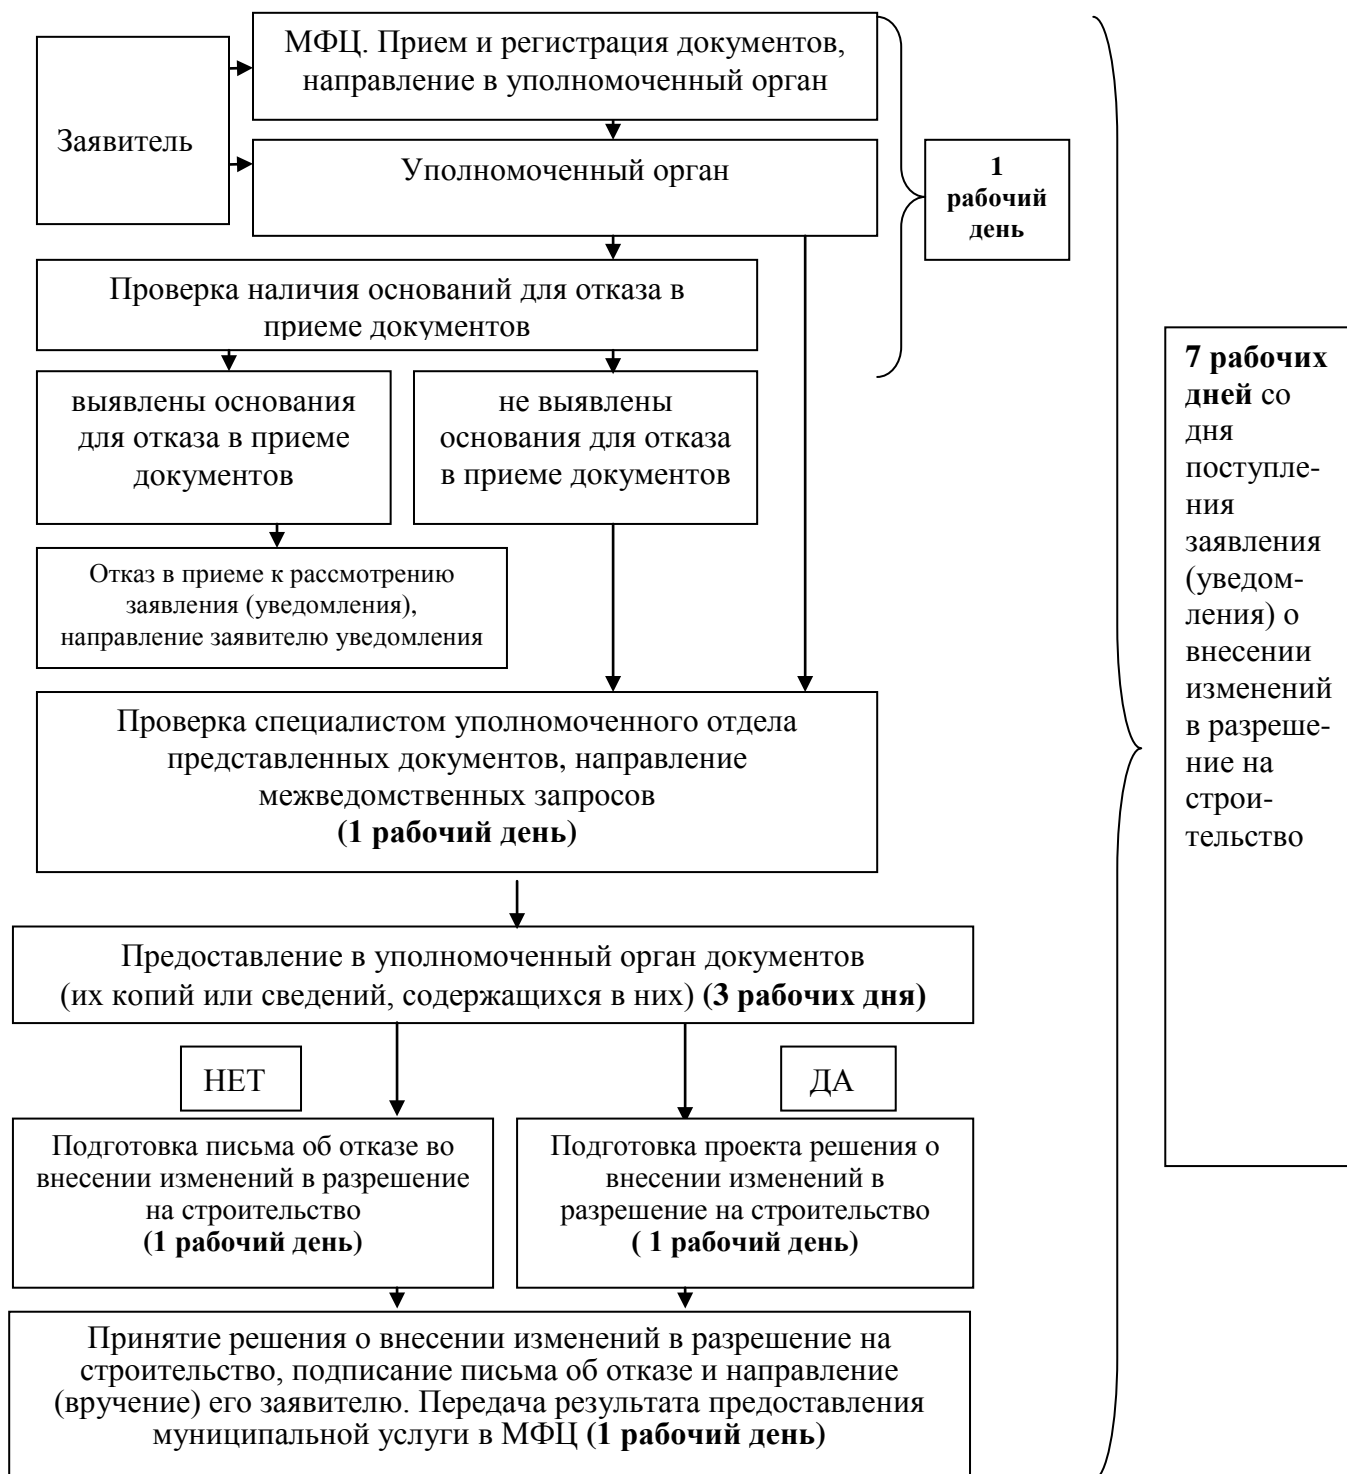 МФЦ. Прием и регистрация документов,
направление в уполномоченный орган
Заявитель
Уполномоченный орган
1
рабочий
день
Проверка наличия оснований для отказа в
приеме документов
выявлены основания
для отказа в приеме
документов
не выявлены
основания для отказа
в приеме документов
Отказ в приеме к рассмотрению
заявления (уведомления),
направление заявителю уведомления
Проверка специалистом уполномоченного отдела
представленных документов, направление
межведомственных запросов
(1 рабочий день)
Предоставление в уполномоченный орган документов
(их копий или сведений, содержащихся в них) (3 рабочих дня)
НЕТ
ДА
Подготовка письма об отказе во
внесении изменений в разрешение
на строительство
(1 рабочий день)
Подготовка проекта решения о
внесении изменений в
разрешение на строительство
( 1 рабочий день)
Принятие решения о внесении изменений в разрешение на
строительство, подписание письма об отказе и направление
(вручение) его заявителю. Передача результата предоставления
муниципальной услуги в МФЦ (1 рабочий день)
7 рабочих
дней со
дня
поступле-
ния
заявления
(уведом-
ления) о
внесении
изменений
в разреше-
ние на
строи-
тельство